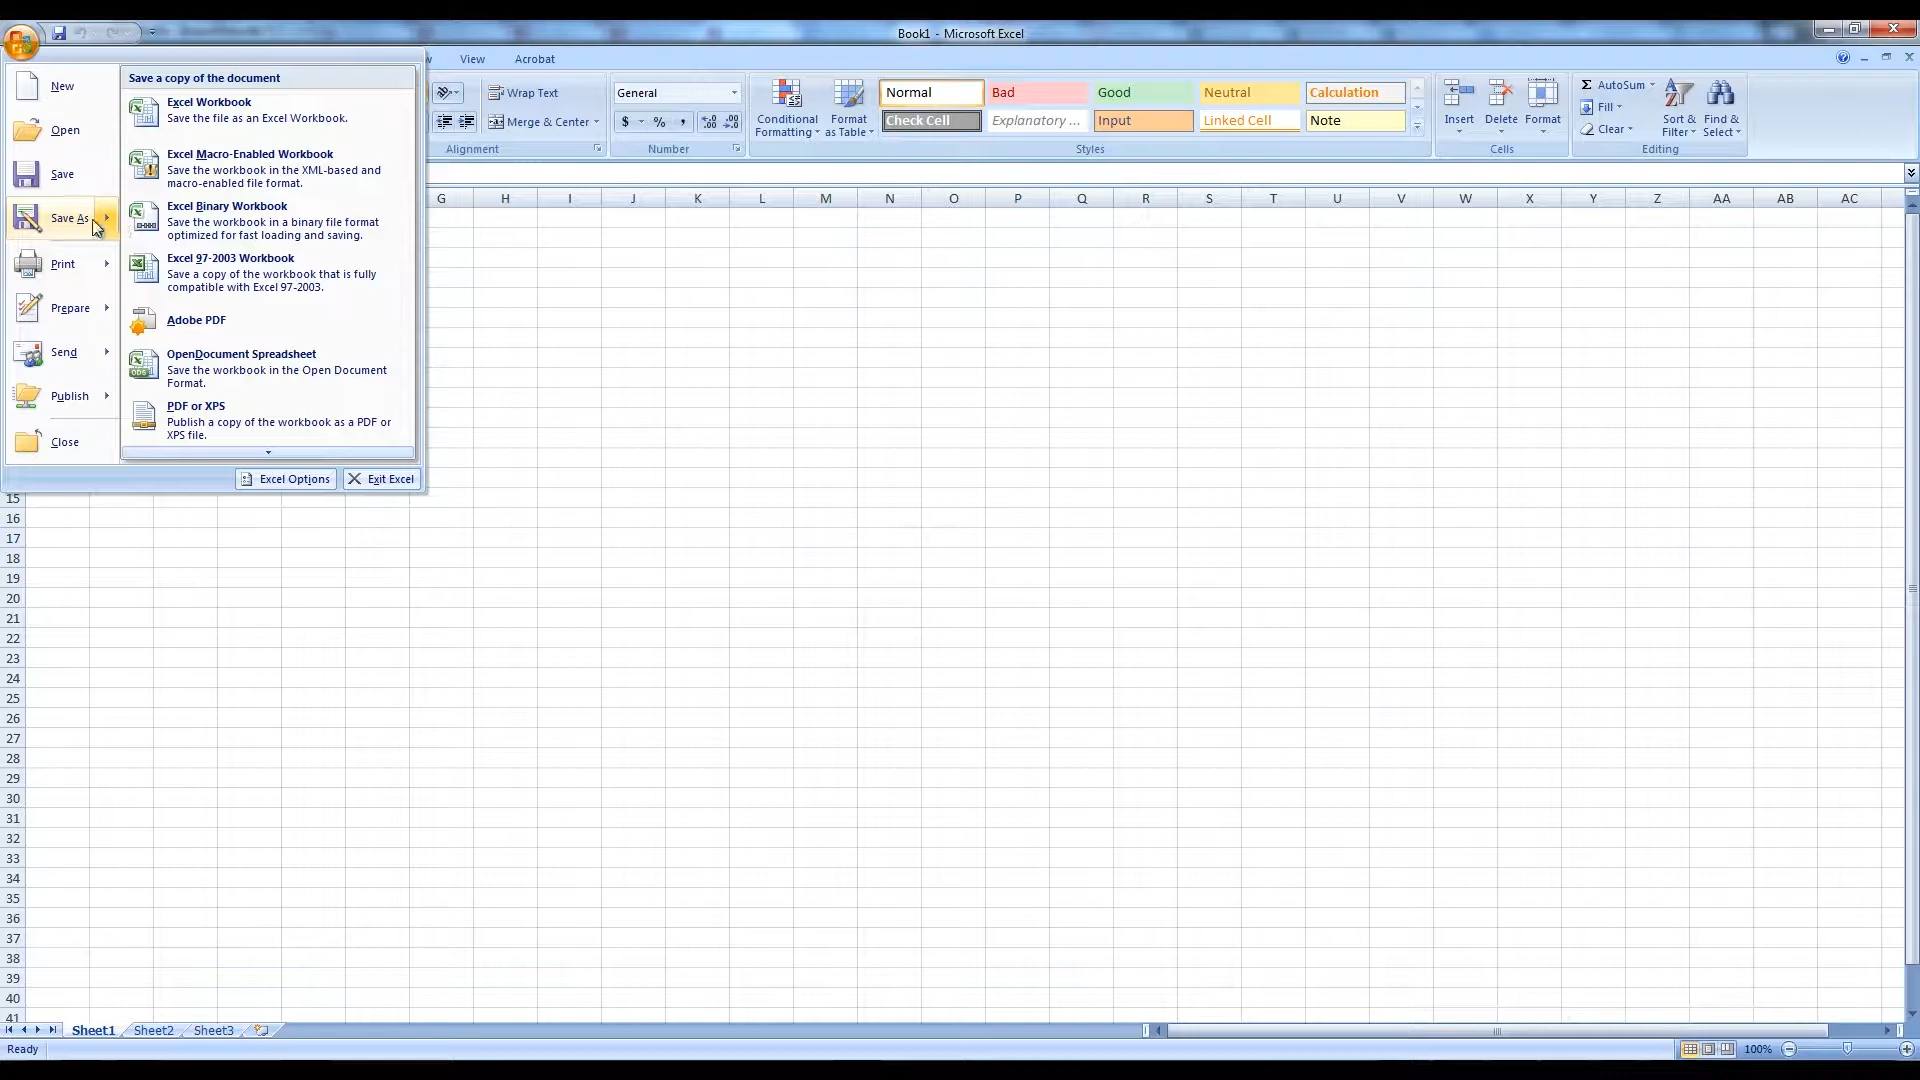 Book1 - Microsoft Excel
View Acrobat
New
Open
Save
Save As
Print
Prepare
Send
Publish
Close
Save a copy of the document
Excel Workbook
Save the file as an Excel Workbook.
Excel Macro-Enabled Workbook
Save the workbook in the XML-based and
macro-enabled file format.
Excel Binary Workbook
Save the workbook in a binary file format
optimized for fast loading and saving.
Excel 97-2003 Workbook
Save a copy of the workbook that is fully
compatible with Excel 97-2003.
Adobe PDF
OpenDocument Spreadsheet
Save the workbook in the Open Document
Format.
PDF or XPS
Publish a copy of the workbook as a PDF or
XPS file.
Excel Options Exit Excel
Wrap Text
Merge & Center
Alignment
General
$ % ,
Number
Conditional
Formatting
Format
as Table
Normal Bad Good Neutral Calculation
Check Cell Explanatory ... Input Linked Cell Note
Styles
Insert Delete Format
Cells
Σ AutoSum
Fill
Clear
Sort &
Filter
Find &
Select
Editing
G H I J K L M N O P Q R S T U V W X Y Z AA AB AC
15
16
17
18
19
20
21
22
23
24
25
26
27
28
29
30
31
32
33
34
35
36
37
38
39
40
41
Sheet1 Sheet2 Sheet3
Ready
100%